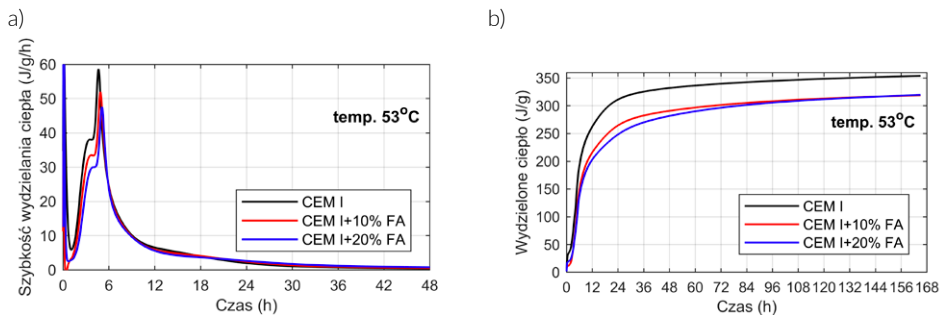 a)
Szybkość wydzielania ciepła (J/g/h)
60
50
40
30
20
10
0
temp. 53°C
CEM I
CEM I+10% FA
CEM I+20% FA
0 6 12 18 24 30 36 42 48
Czas (h)
b)
Wydzielone ciepło (J/g)
350
300
250
200
150
100
50
0
temp. 53°C
CEM I
CEM I+10% FA
CEM I+20% FA
0 12 24 36 48 60 72 84 96 108 120 132 144 156 168
Czas (h)